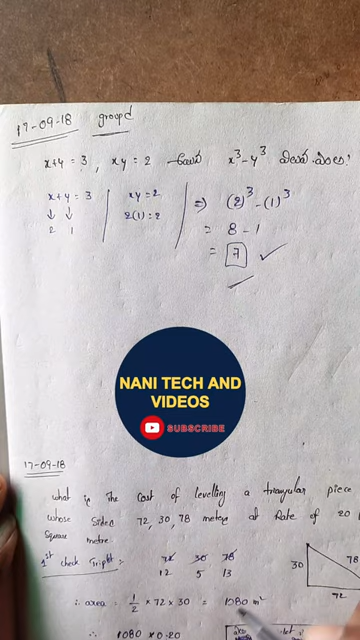 17-09-18 group d
x+y = 3, xy = 2 అయిన x³-y³ విలువ ఎంత?
x+y = 3 xy = 2 ⇒ (2)³ - (1)³
↓ ↓ 2(1) = 2 = 8 - 1
2 1 = 7 ✓
NANI TECH AND
VIDEOS
SUBSCRIBE
17-09-18
what is the cost of levelling a triangular piece
whose sides 72, 30, 78 meters at Rate of 20
Square metre
1st check Triplet 72 30 78
12 5 13
30 78
72
∴ area = 1/2 × 72 × 30 = 1080 m²
∴ 1080 × 0.20